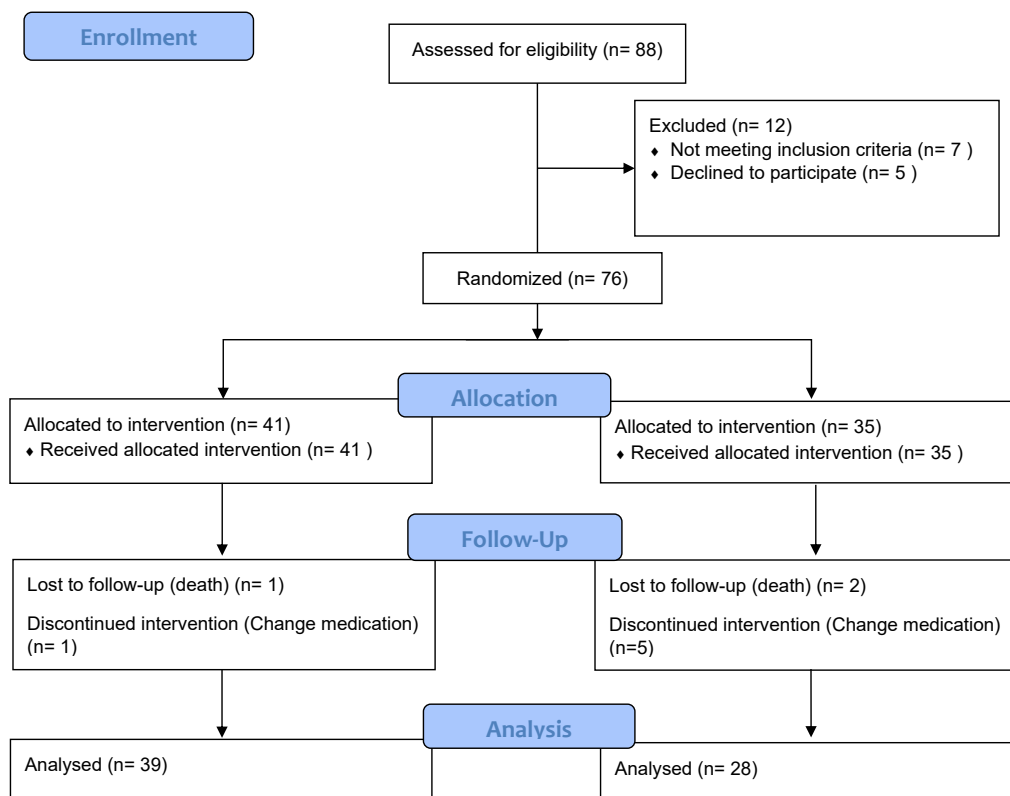 Enrollment
Assessed for eligibility (n= 88)
Excluded (n= 12)
♦ Not meeting inclusion criteria (n= 7 )
♦ Declined to participate (n= 5 )
Randomized (n= 76)
Allocation
Allocated to intervention (n= 41)
♦ Received allocated intervention (n= 41 )
Allocated to intervention (n= 35)
♦ Received allocated intervention (n= 35 )
Follow-Up
Lost to follow-up (death) (n= 1)
Discontinued intervention (Change medication)
(n= 1)
Lost to follow-up (death) (n= 2)
Discontinued intervention (Change medication)
(n=5)
Analysis
Analysed (n= 39)
Analysed (n= 28)